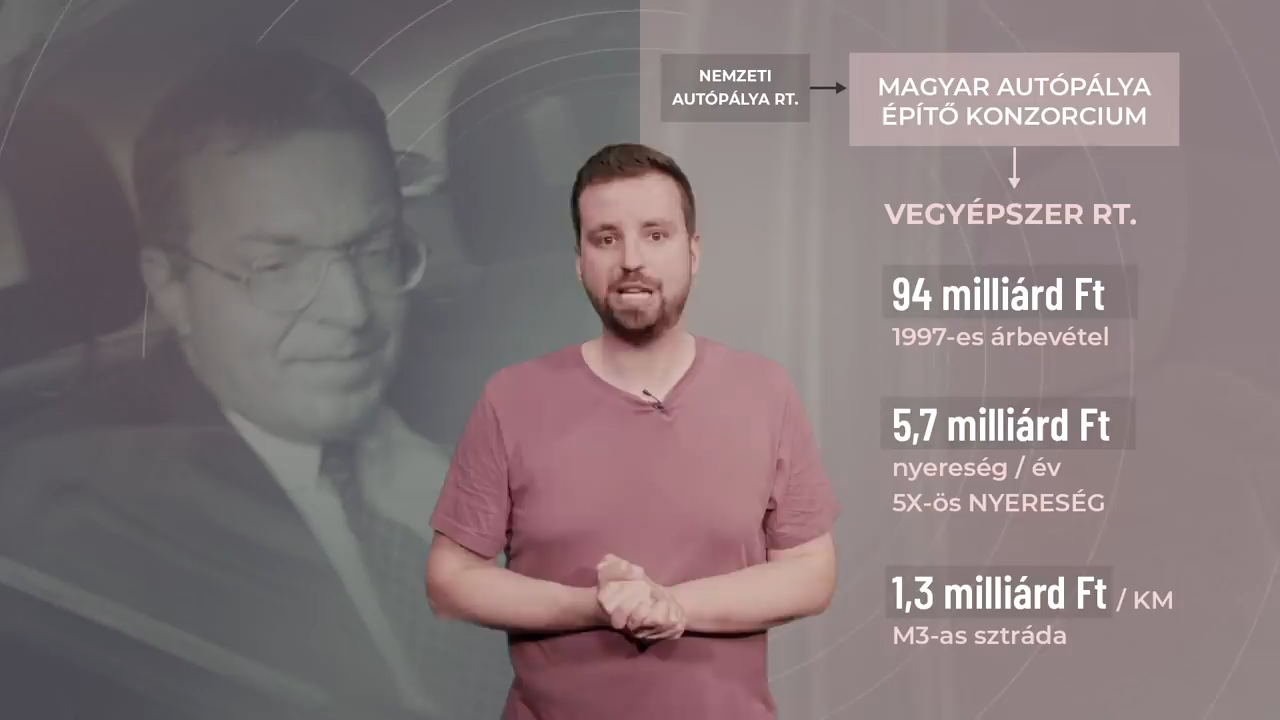 NEMZETI
AUTÓPÁLYA RT.
MAGYAR AUTÓPÁLYA
ÉPÍTŐ KONZORCIUM
VEGYÉPSZER RT.
94 milliárd Ft
1997-es árbevétel
5,7 milliárd Ft
nyereség / év
5X-ös NYERESÉG
1,3 milliárd Ft / KM
M3-as sztráda